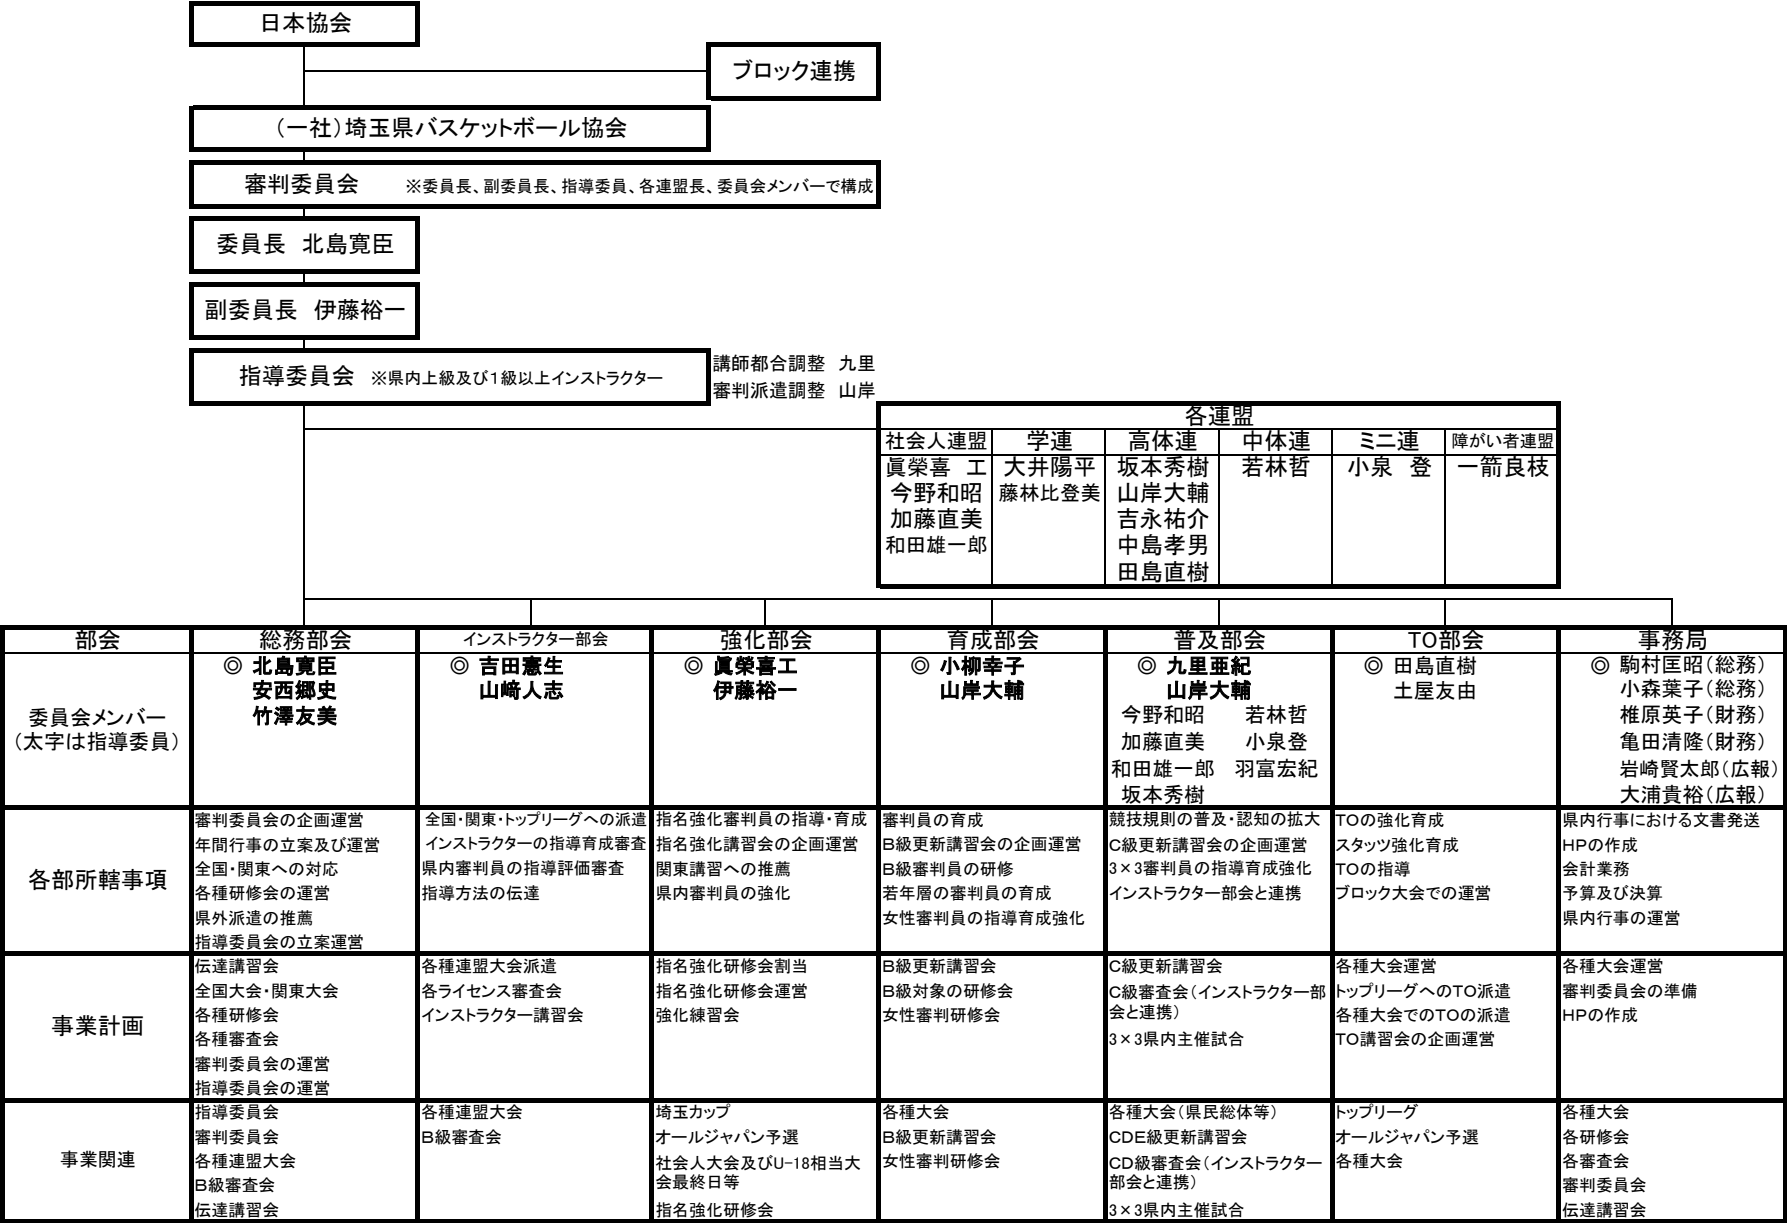 日本協会
ブロック連携
（一社）埼玉県バスケットボール協会
審判委員会　※委員長、副委員長、指導委員、各連盟長、委員会メンバーで構成
委員長　北島寛臣
副委員長　伊藤裕一
指導委員会　※県内上級及び１級以上インストラクター
講師都合調整　九里
審判派遣調整　山岸
各連盟
社会人連盟　学連　高体連　中体連　ミニ連　障がい者連盟
眞榮喜　工　大井陽平　坂本秀樹　若林哲　小泉　登　一箭良枝
今野和昭　藤林比登美　山岸大輔
加藤直美　吉永祐介
和田雄一郎　中島孝男
田島直樹
部会　総務部会　インストラクター部会　強化部会　育成部会　普及部会　TO部会　事務局
委員会メンバー
（太字は指導委員）
◎ 北島寛臣
安西郷史
竹澤友美
◎ 吉田憲生
山﨑人志
◎ 眞榮喜工
伊藤裕一
◎ 小柳幸子
山岸大輔
◎ 九里亜紀
山岸大輔
今野和昭　若林哲
加藤直美　小泉登
和田雄一郎　羽富宏紀
坂本秀樹
◎ 田島直樹
土屋友由
◎ 駒村匡昭（総務）
小森葉子（総務）
椎原英子（財務）
亀田清隆（財務）
岩崎賢太郎（広報）
大浦貴裕（広報）
各部所轄事項
審判委員会の企画運営
年間行事の立案及び運営
全国・関東への対応
各種研修会の運営
県外派遣の推薦
指導委員会の立案運営
全国・関東・トップリーグへの派遣
インストラクターの指導育成審査
県内審判員の指導評価審査
指導方法の伝達
指名強化審判員の指導・育成
指名強化講習会の企画運営
関東講習への推薦
県内審判員の強化
審判員の育成
B級更新講習会の企画運営
B級審判員の研修
若年層の審判員の育成
女性審判員の指導育成強化
競技規則の普及・認知の拡大
C級更新講習会の企画運営
3×3審判員の指導育成強化
インストラクター部会と連携
TOの強化育成
スタッツ強化育成
TOの指導
ブロック大会での運営
県内行事における文書発送
HPの作成
会計業務
予算及び決算
県内行事の運営
事業計画
伝達講習会
全国大会・関東大会
各種研修会
各種審査会
審判委員会の運営
指導委員会の運営
各種連盟大会派遣
各ライセンス審査会
インストラクター講習会
指名強化研修会割当
指名強化研修会運営
強化練習会
B級更新講習会
B級対象の研修会
女性審判研修会
C級更新講習会
C級審査会（インストラクター部
会と連携）
3×3県内主催試合
各種大会運営
トップリーグへのTO派遣
各種大会でのTOの派遣
TO講習会の企画運営
各種大会運営
審判委員会の準備
HPの作成
事業関連
指導委員会
審判委員会
各種連盟大会
B級審査会
伝達講習会
各種連盟大会
B級審査会
埼玉カップ
オールジャパン予選
社会人大会及びU-18相当大
会最終日等
指名強化研修会
各種大会
B級更新講習会
女性審判研修会
各種大会（県民総体等）
CDE級更新講習会
CD級審査会（インストラクター
部会と連携）
3×3県内主催試合
トップリーグ
オールジャパン予選
各種大会
各種大会
各研修会
各審査会
審判委員会
伝達講習会